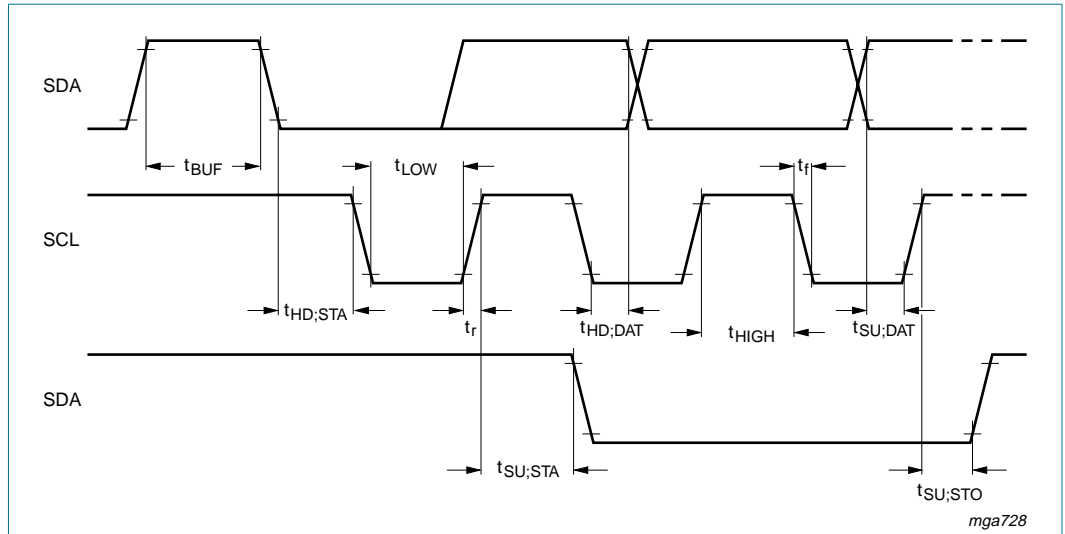 SDA
tBUF
tLOW
tf
SCL
tHD;STA
tr
tHD;DAT
tHIGH
tSU;DAT
SDA
tSU;STA
tSU;STO
mga728